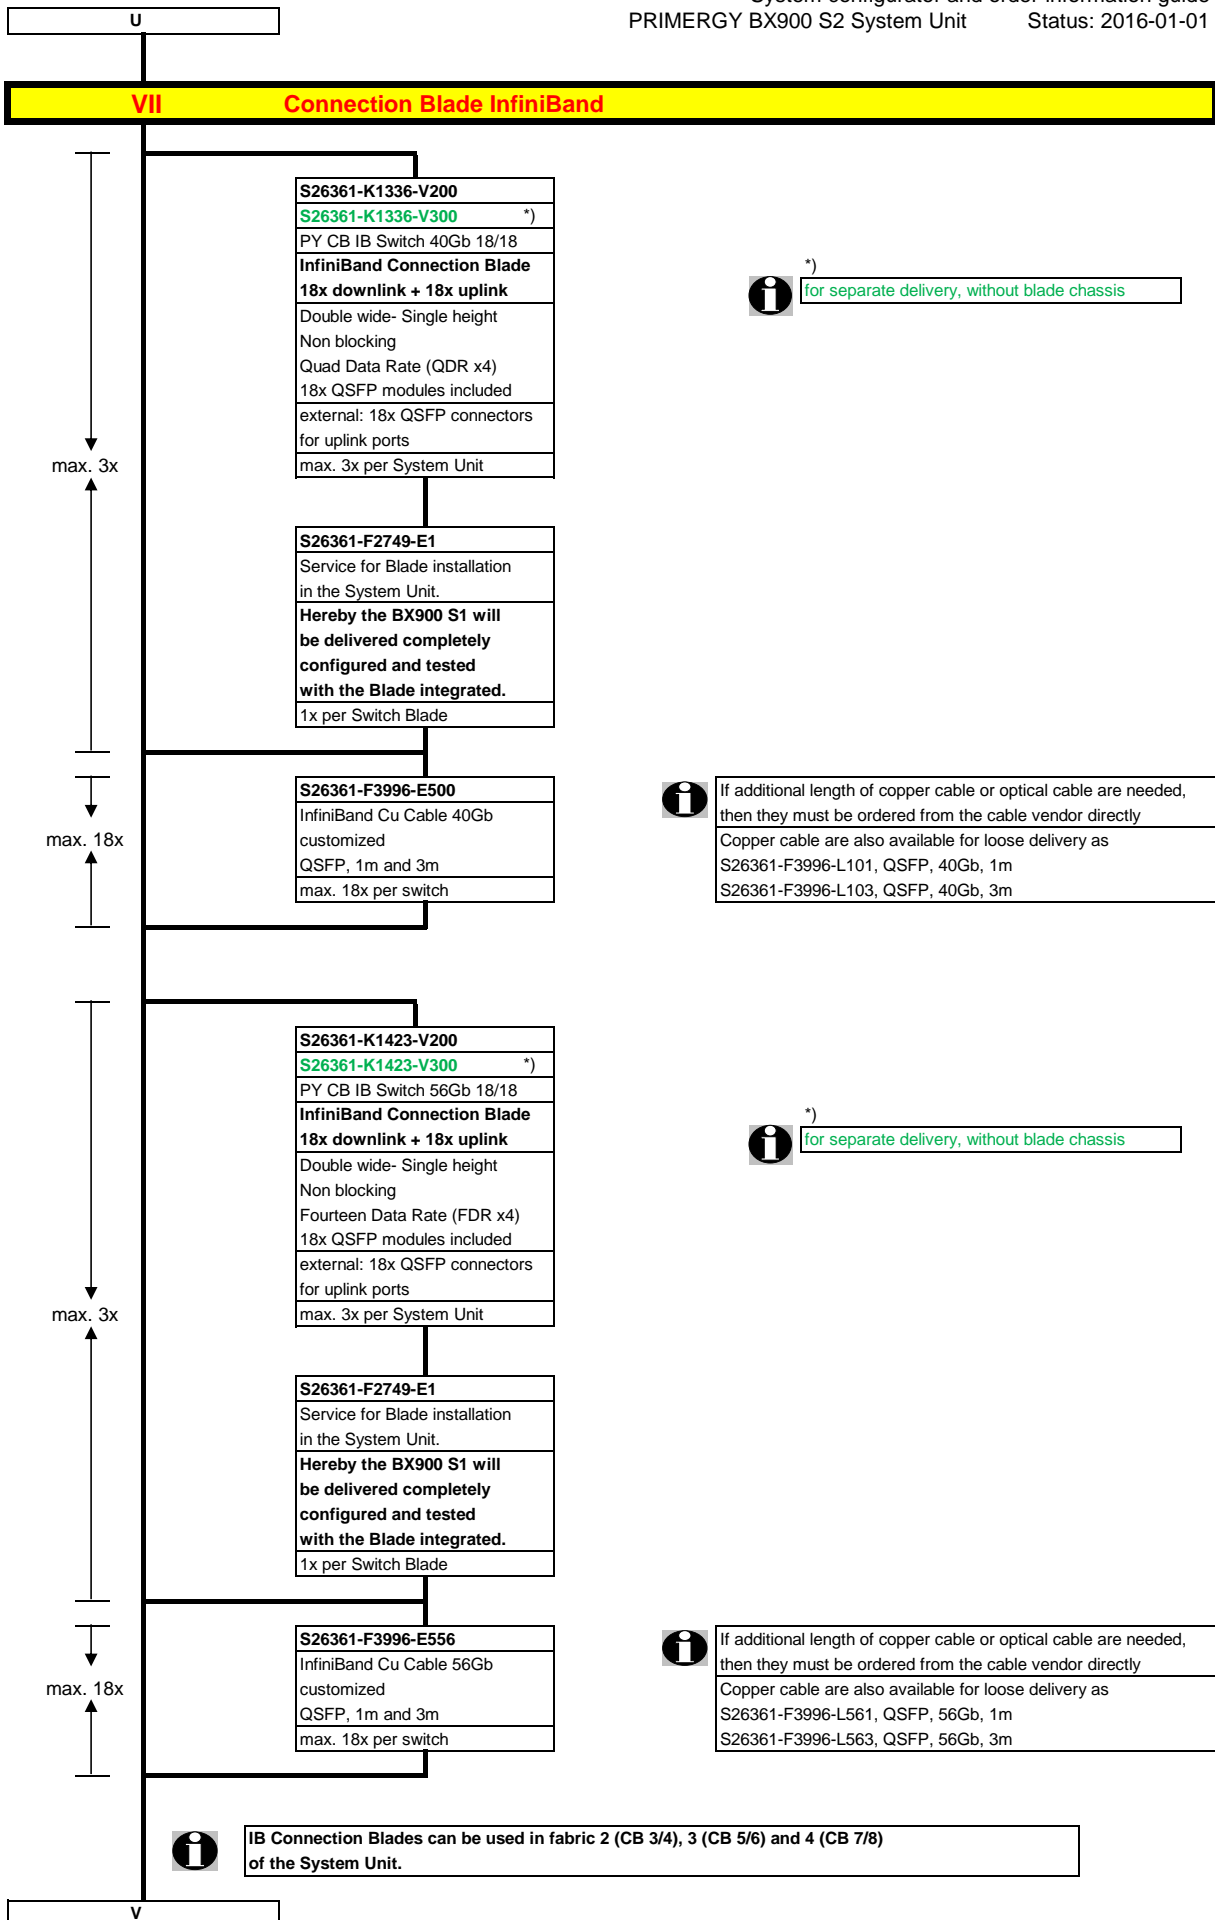 System configurator and order information guide
U
PRIMERGY BX900 S2 System Unit Status: 2016-01-01
VII Connection Blade InfiniBand
S26361-K1336-V200
S26361-K1336-V300 *)
PY CB IB Switch 40Gb 18/18
InfiniBand Connection Blade
18x downlink + 18x uplink
Double wide- Single height
Non blocking
Quad Data Rate (QDR x4)
18x QSFP modules included
external: 18x QSFP connectors
for uplink ports
max. 3x per System Unit
*)
for separate delivery, without blade chassis
max. 3x
S26361-F2749-E1
Service for Blade installation
in the System Unit.
Hereby the BX900 S1 will
be delivered completely
configured and tested
with the Blade integrated.
1x per Switch Blade
max. 18x
S26361-F3996-E500
InfiniBand Cu Cable 40Gb
customized
QSFP, 1m and 3m
max. 18x per switch
If additional length of copper cable or optical cable are needed,
then they must be ordered from the cable vendor directly
Copper cable are also available for loose delivery as
S26361-F3996-L101, QSFP, 40Gb, 1m
S26361-F3996-L103, QSFP, 40Gb, 3m
S26361-K1423-V200
S26361-K1423-V300 *)
PY CB IB Switch 56Gb 18/18
InfiniBand Connection Blade
18x downlink + 18x uplink
Double wide- Single height
Non blocking
Fourteen Data Rate (FDR x4)
18x QSFP modules included
external: 18x QSFP connectors
for uplink ports
max. 3x per System Unit
*)
for separate delivery, without blade chassis
max. 3x
S26361-F2749-E1
Service for Blade installation
in the System Unit.
Hereby the BX900 S1 will
be delivered completely
configured and tested
with the Blade integrated.
1x per Switch Blade
max. 18x
S26361-F3996-E556
InfiniBand Cu Cable 56Gb
customized
QSFP, 1m and 3m
max. 18x per switch
If additional length of copper cable or optical cable are needed,
then they must be ordered from the cable vendor directly
Copper cable are also available for loose delivery as
S26361-F3996-L561, QSFP, 56Gb, 1m
S26361-F3996-L563, QSFP, 56Gb, 3m
IB Connection Blades can be used in fabric 2 (CB 3/4), 3 (CB 5/6) and 4 (CB 7/8)
of the System Unit.
V